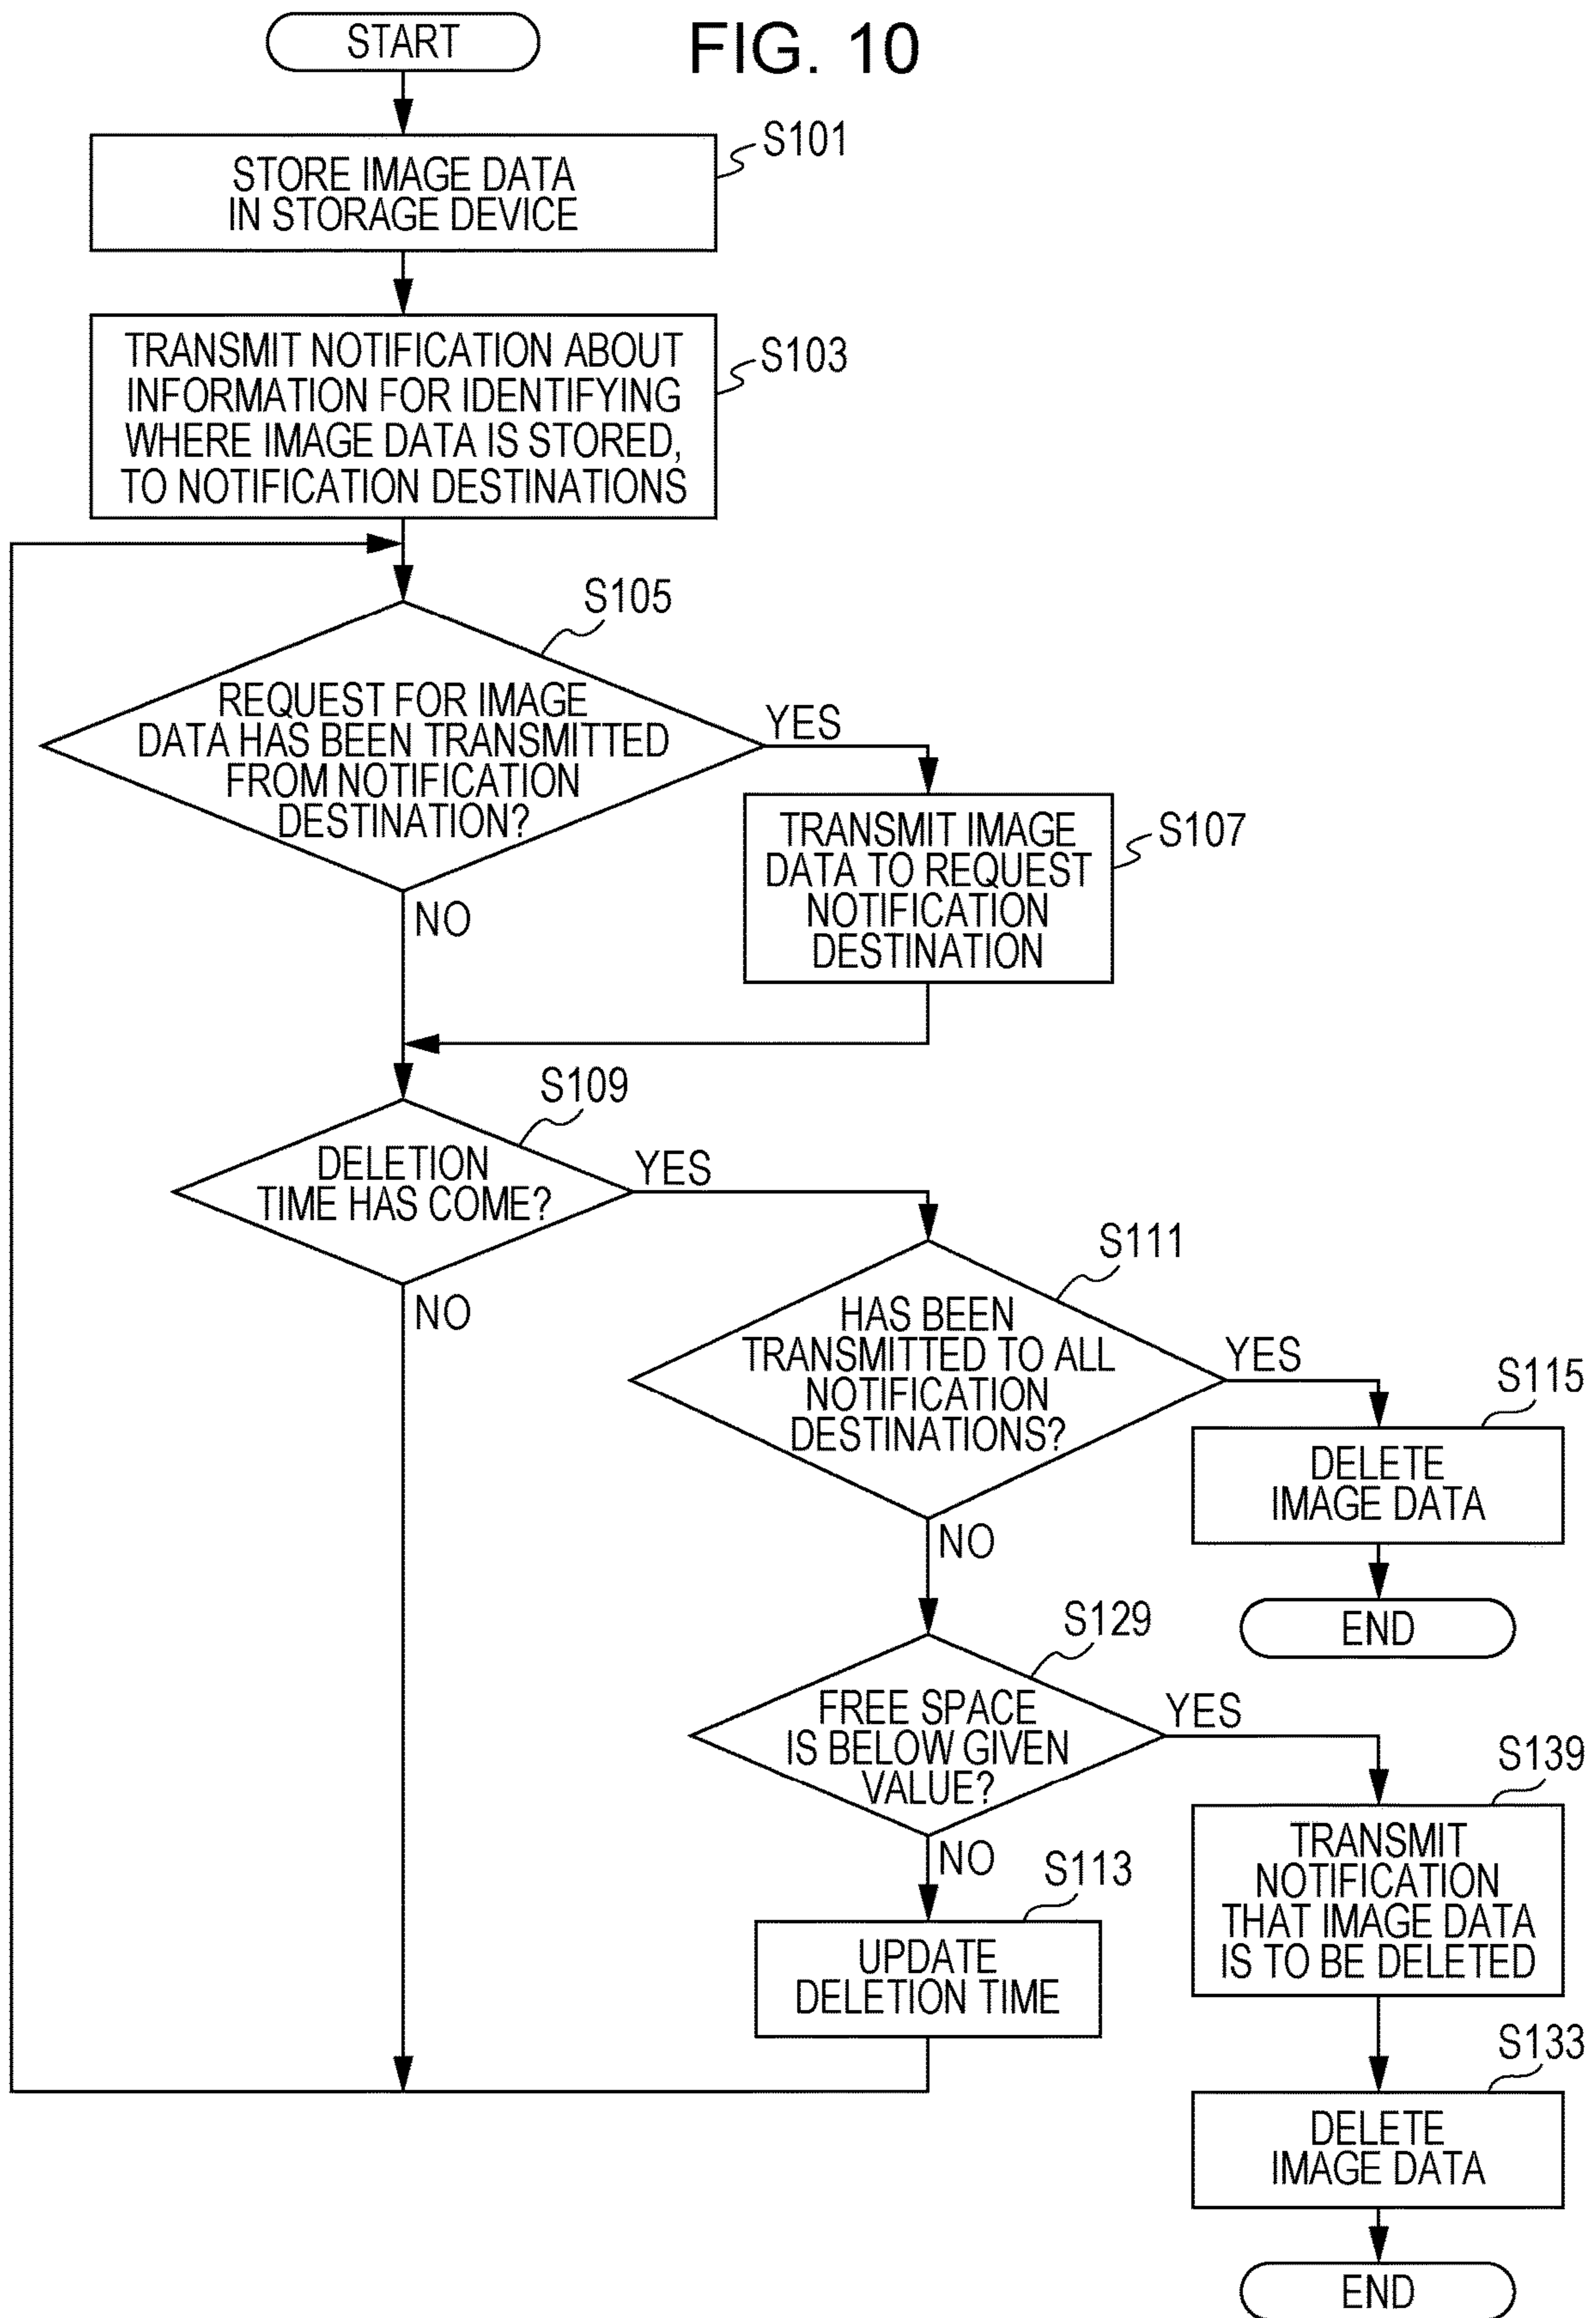 FIG. 10
START
S101
STORE IMAGE DATA
IN STORAGE DEVICE
S103
TRANSMIT NOTIFICATION ABOUT
INFORMATION FOR IDENTIFYING
WHERE IMAGE DATA IS STORED,
TO NOTIFICATION DESTINATIONS
S105
REQUEST FOR IMAGE
DATA HAS BEEN TRANSMITTED
FROM NOTIFICATION
DESTINATION?
YES
NO
S107
TRANSMIT IMAGE
DATA TO REQUEST
NOTIFICATION
DESTINATION
S109
DELETION
TIME HAS COME?
YES
NO
S111
HAS BEEN
TRANSMITTED TO ALL
NOTIFICATION
DESTINATIONS?
YES
NO
S115
DELETE
IMAGE DATA
END
S129
FREE SPACE
IS BELOW GIVEN
VALUE?
YES
NO
S113
UPDATE
DELETION TIME
S139
TRANSMIT
NOTIFICATION
THAT IMAGE DATA
IS TO BE DELETED
S133
DELETE
IMAGE DATA
END